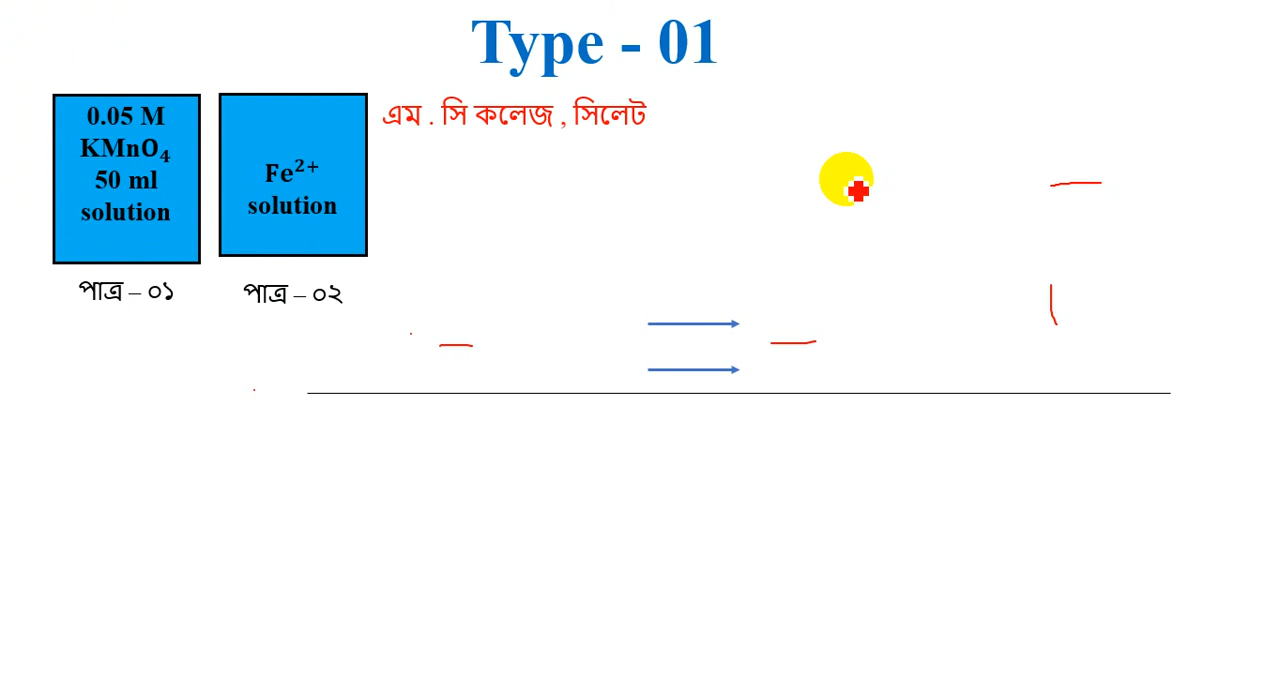 Type - 01
0.05 M
KMnO₄
50 ml
solution
Fe²⁺
solution
এম . সি কলেজ , সিলেট
পাত্র – ০১
পাত্র – ০২